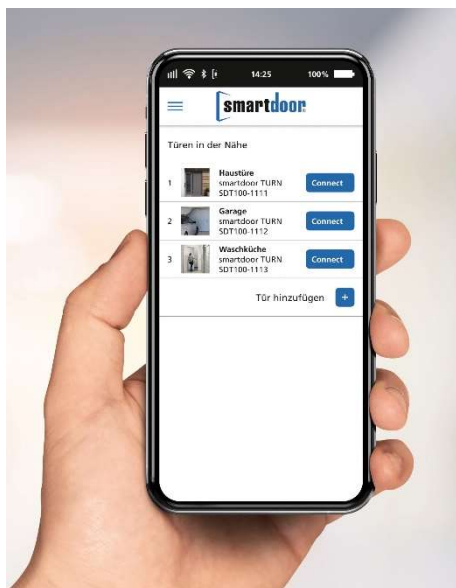 14:25 100%
smartdoor
Türen in der Nähe
1 Haustüre
smartdoor TURN
SDT100-1111
Connect
2 Garage
smartdoor TURN
SDT100-1112
Connect
3 Waschküche
smartdoor TURN
SDT100-1113
Connect
Tür hinzufügen +